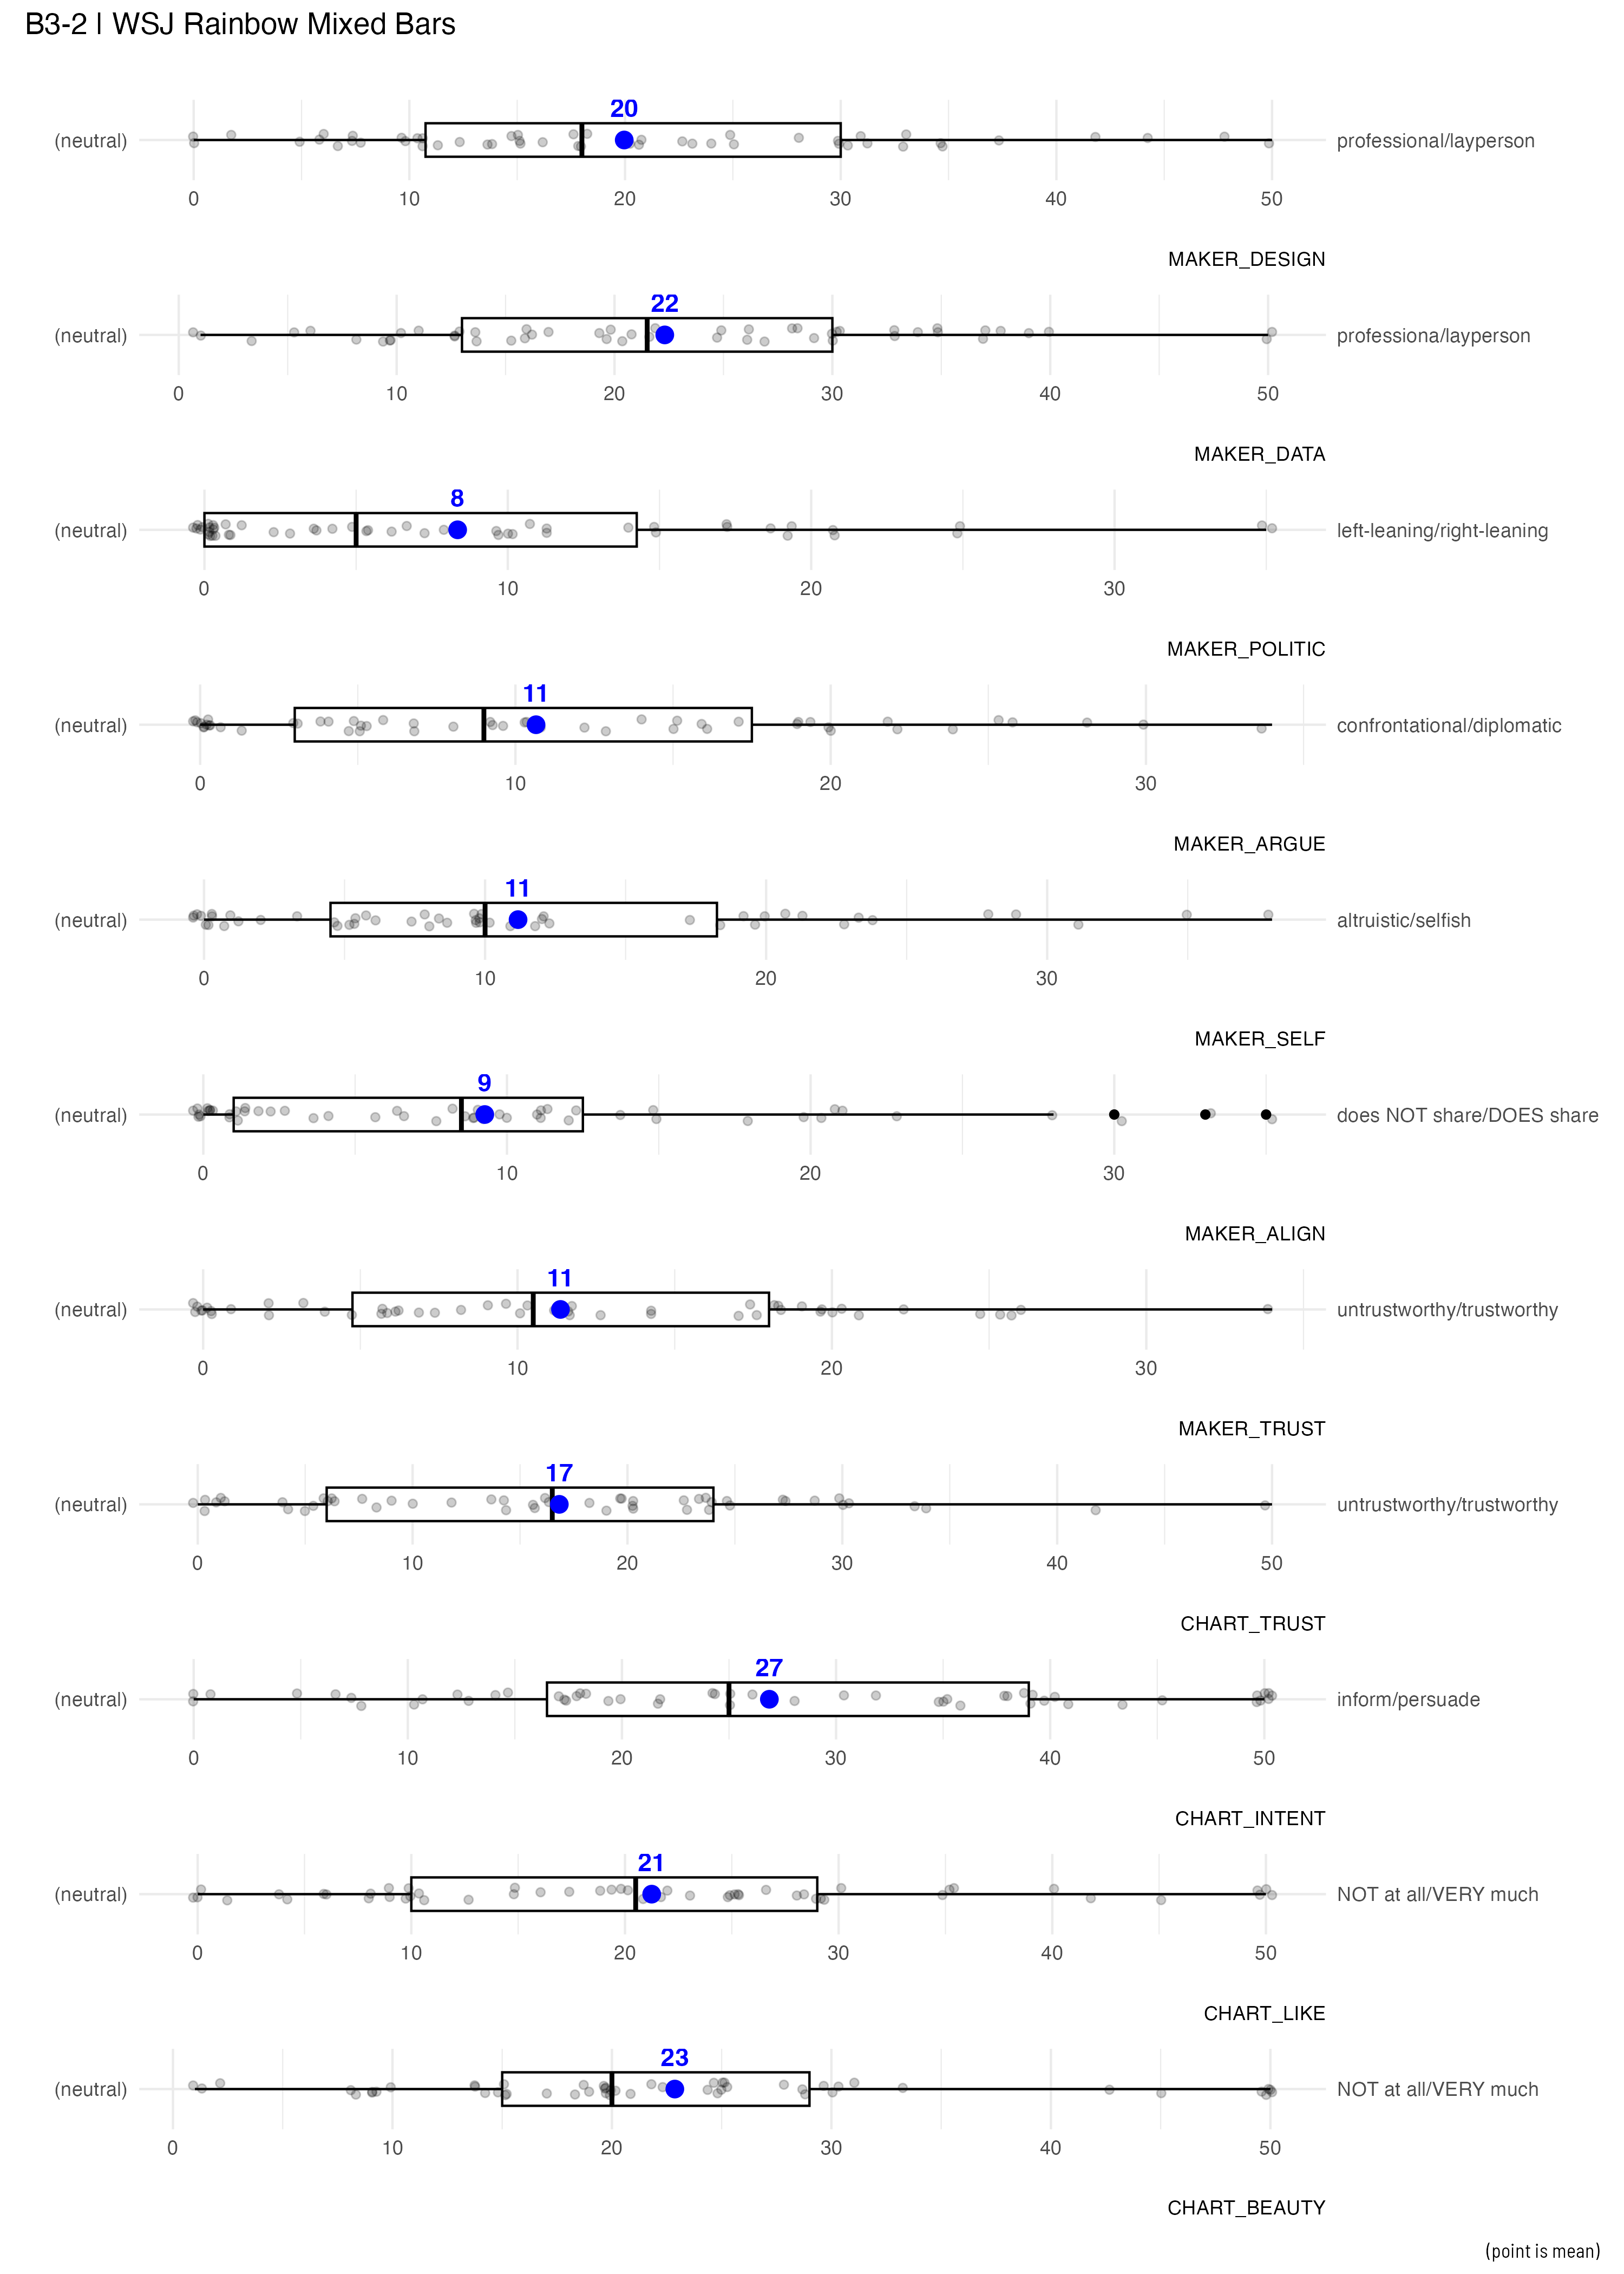 B3-2 | WSJ Rainbow Mixed Bars
20
(neutral) professional/layperson
0 10 20 30 40 50
MAKER_DESIGN
22
(neutral) professiona/layperson
0 10 20 30 40 50
MAKER_DATA
8
(neutral) left-leaning/right-leaning
0 10 20 30
MAKER_POLITIC
11
(neutral) confrontational/diplomatic
0 10 20 30
MAKER_ARGUE
11
(neutral) altruistic/selfish
0 10 20 30
MAKER_SELF
9
(neutral) does NOT share/DOES share
0 10 20 30
MAKER_ALIGN
11
(neutral) untrustworthy/trustworthy
0 10 20 30
MAKER_TRUST
17
(neutral) untrustworthy/trustworthy
0 10 20 30 40 50
CHART_TRUST
27
(neutral) inform/persuade
0 10 20 30 40 50
CHART_INTENT
21
(neutral) NOT at all/VERY much
0 10 20 30 40 50
CHART_LIKE
23
(neutral) NOT at all/VERY much
0 10 20 30 40 50
CHART_BEAUTY
(point is mean)